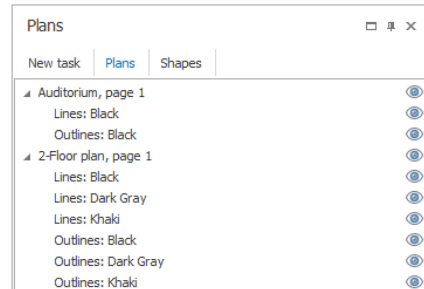 Plans
New task Plans Shapes
Auditorium, page 1
Lines: Black
Outlines: Black
2-Floor plan, page 1
Lines: Black
Lines: Dark Gray
Lines: Khaki
Outlines: Black
Outlines: Dark Gray
Outlines: Khaki